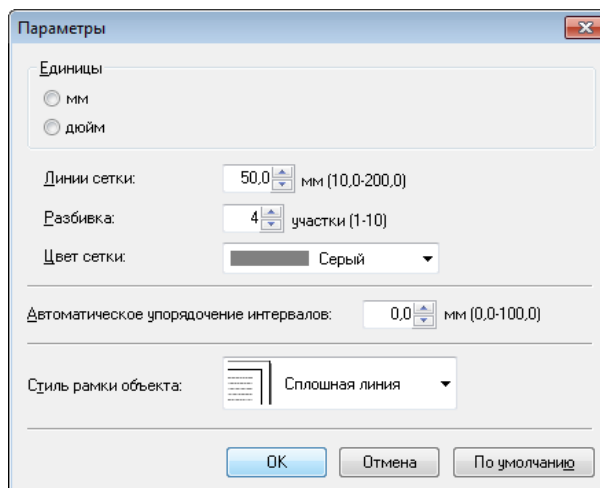 Параметры
Единицы
мм
дюйм
Линии сетки: 50,0 мм (10,0-200,0)
Разбивка: 4 участки (1-10)
Цвет сетки: Серый
Автоматическое упорядочение интервалов: 0,0 мм (0,0-100,0)
Стиль рамки объекта: Сплошная линия
OK Отмена По умолчанию